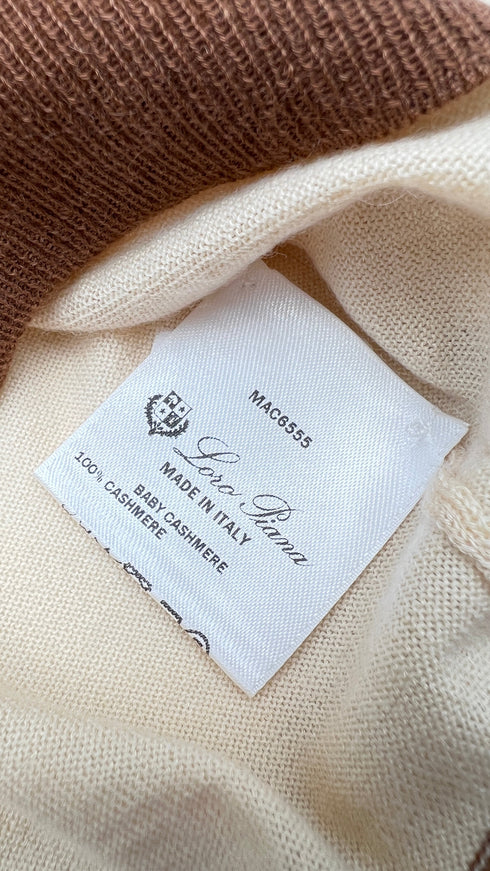 MAC6555
Loro Piana
MADE IN ITALY
BABY CASHMERE
100% CASHMERE